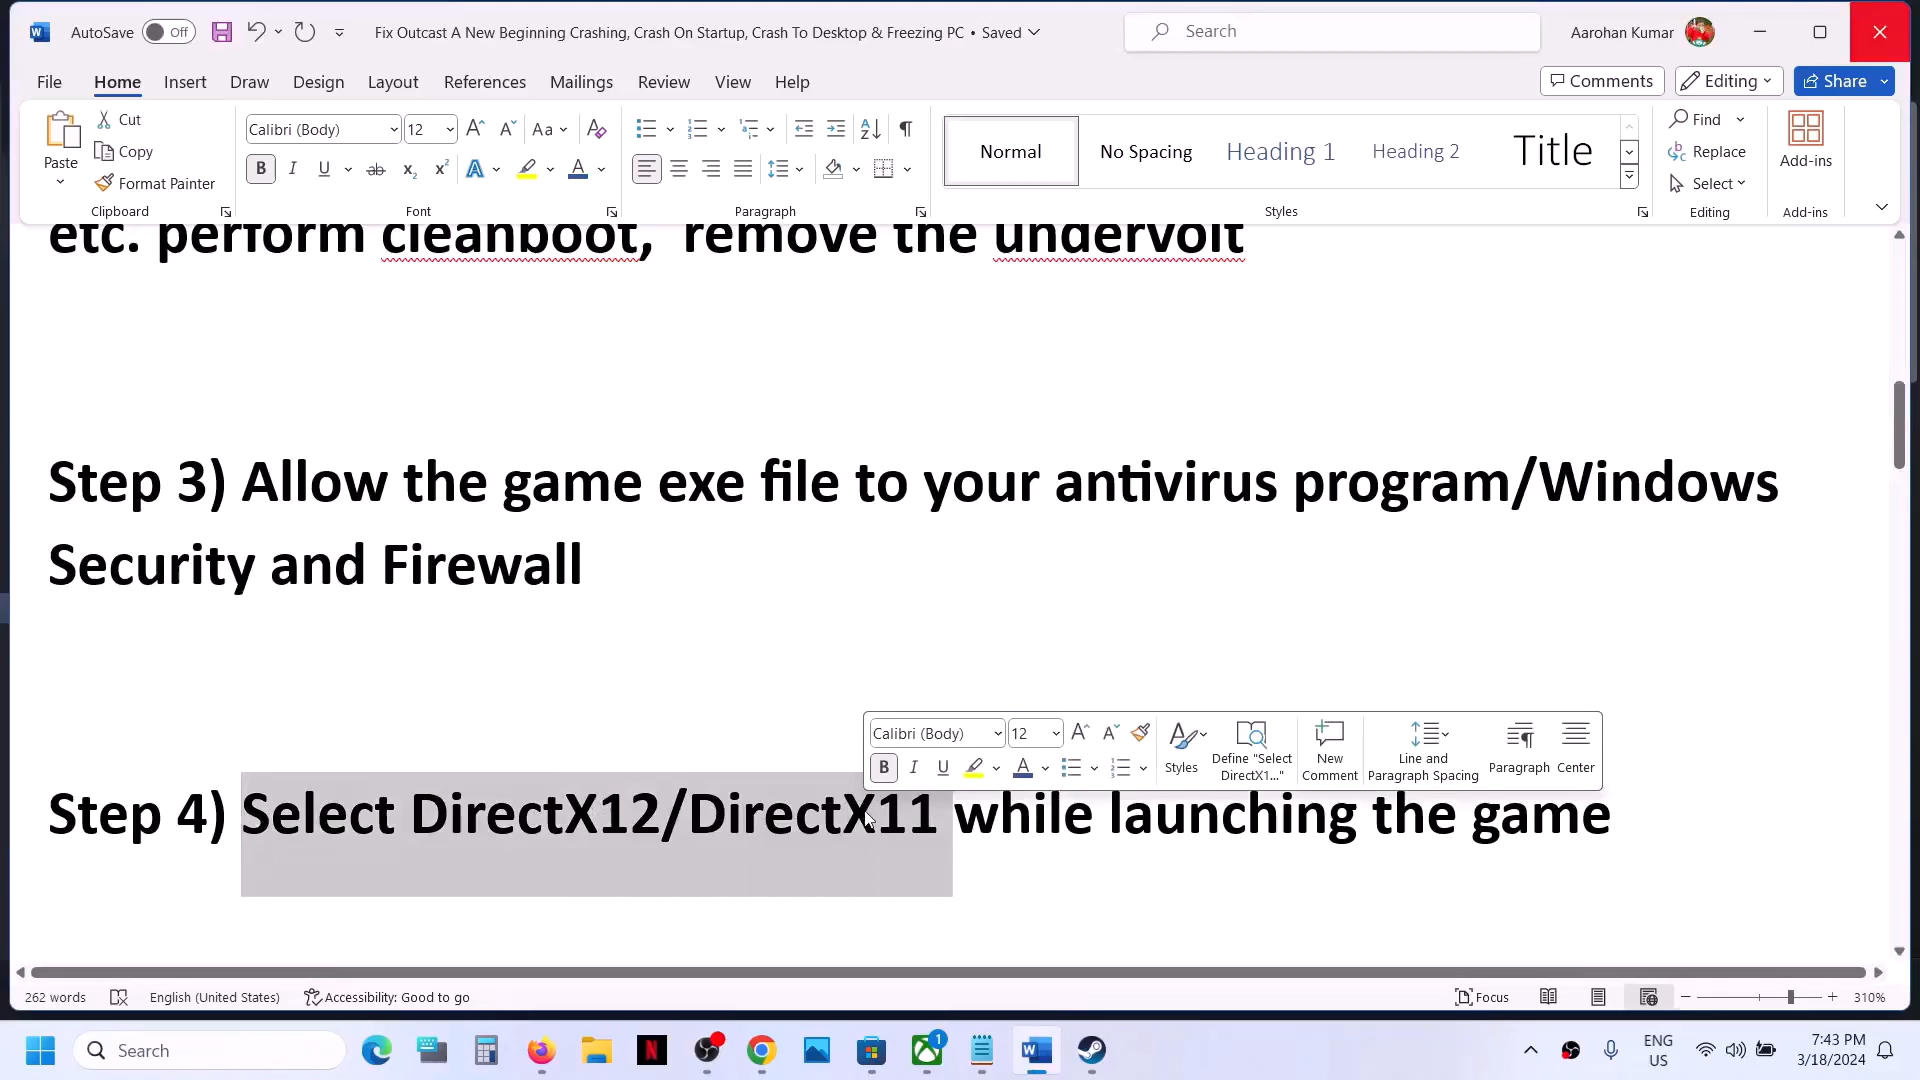 AutoSave Off Fix Outcast A New Beginning Crashing, Crash On Startup, Crash To Desktop & Freezing PC • Saved Search Aarohan Kumar
File Home Insert Draw Design Layout References Mailings Review View Help Comments Editing Share
Paste Cut Copy Format Painter Clipboard
Calibri (Body) 12 Aa Font
Paragraph
Normal No Spacing Heading 1 Heading 2 Title Styles
Find Replace Select Editing
Add-ins Add-ins
etc. perform cleanboot, remove the undervolt
Step 3) Allow the game exe file to your antivirus program/Windows
Security and Firewall
Calibri (Body) 12 Styles Define "Select DirectX1..." New Comment Line and Paragraph Spacing Paragraph Center
Step 4) Select DirectX12/DirectX11 while launching the game
262 words English (United States) Accessibility: Good to go Focus 310%
Search 1 ENG US 7:43 PM 3/18/2024